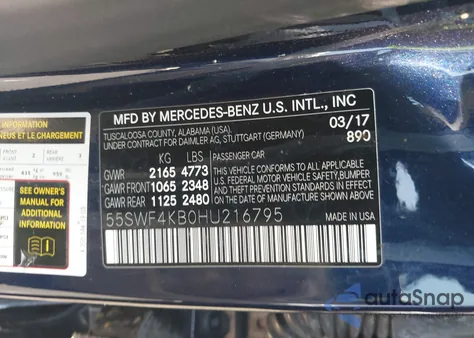 MFD BY MERCEDES-BENZ U.S. INTL., INC
TUSCALOOSA COUNTY, ALABAMA (USA). 03/17
UNDER CONTRACT FOR DAIMLER AG, STUTTGART (GERMANY) 890
KG LBS PASSENGER CAR
GVWR 2165 4773 THIS VEHICLE CONFORMS TO ALL APPLICABLE
GAWR FRONT 1065 2348 U.S. FEDERAL MOTOR VEHICLE SAFETY, BUMPER,
GAWR REAR 1125 2480 AND THEFT PREVENTION STANDARDS IN EFFECT
ON THE DATE OF MANUFACTURE SHOWN ABOVE.
55SWF4KB0HU216795
INFORMATION
NEUS ET LE CHARGEMENT
SEE OWNER'S
MANUAL FOR
ADDITIONAL
INFORMATION
autoSnap